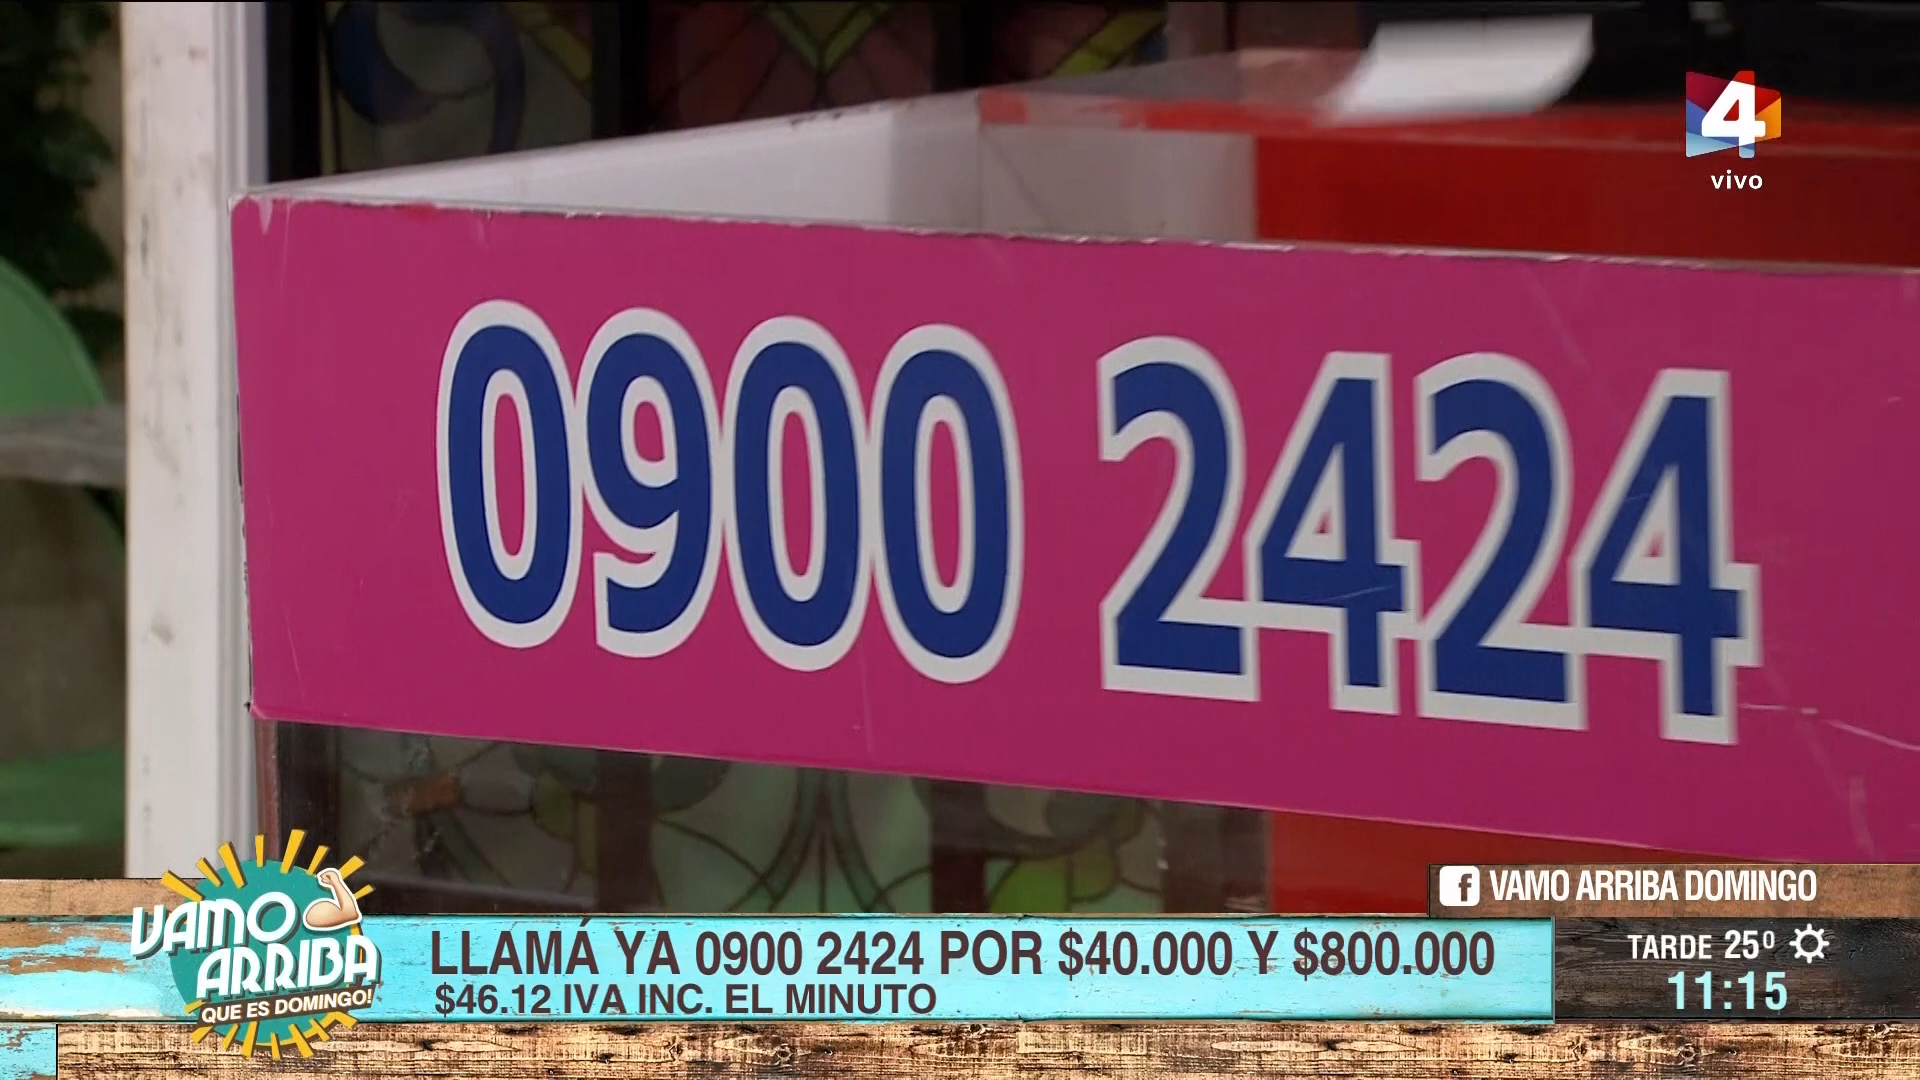 4
vivo
0900 2424
VAMO ARRIBA DOMINGO
VAMO
ARRIBA
QUE ES DOMINGO!
LLAMÁ YA 0900 2424 POR $40.000 Y $800.000
$46.12 IVA INC. EL MINUTO
TARDE 25º
11:15